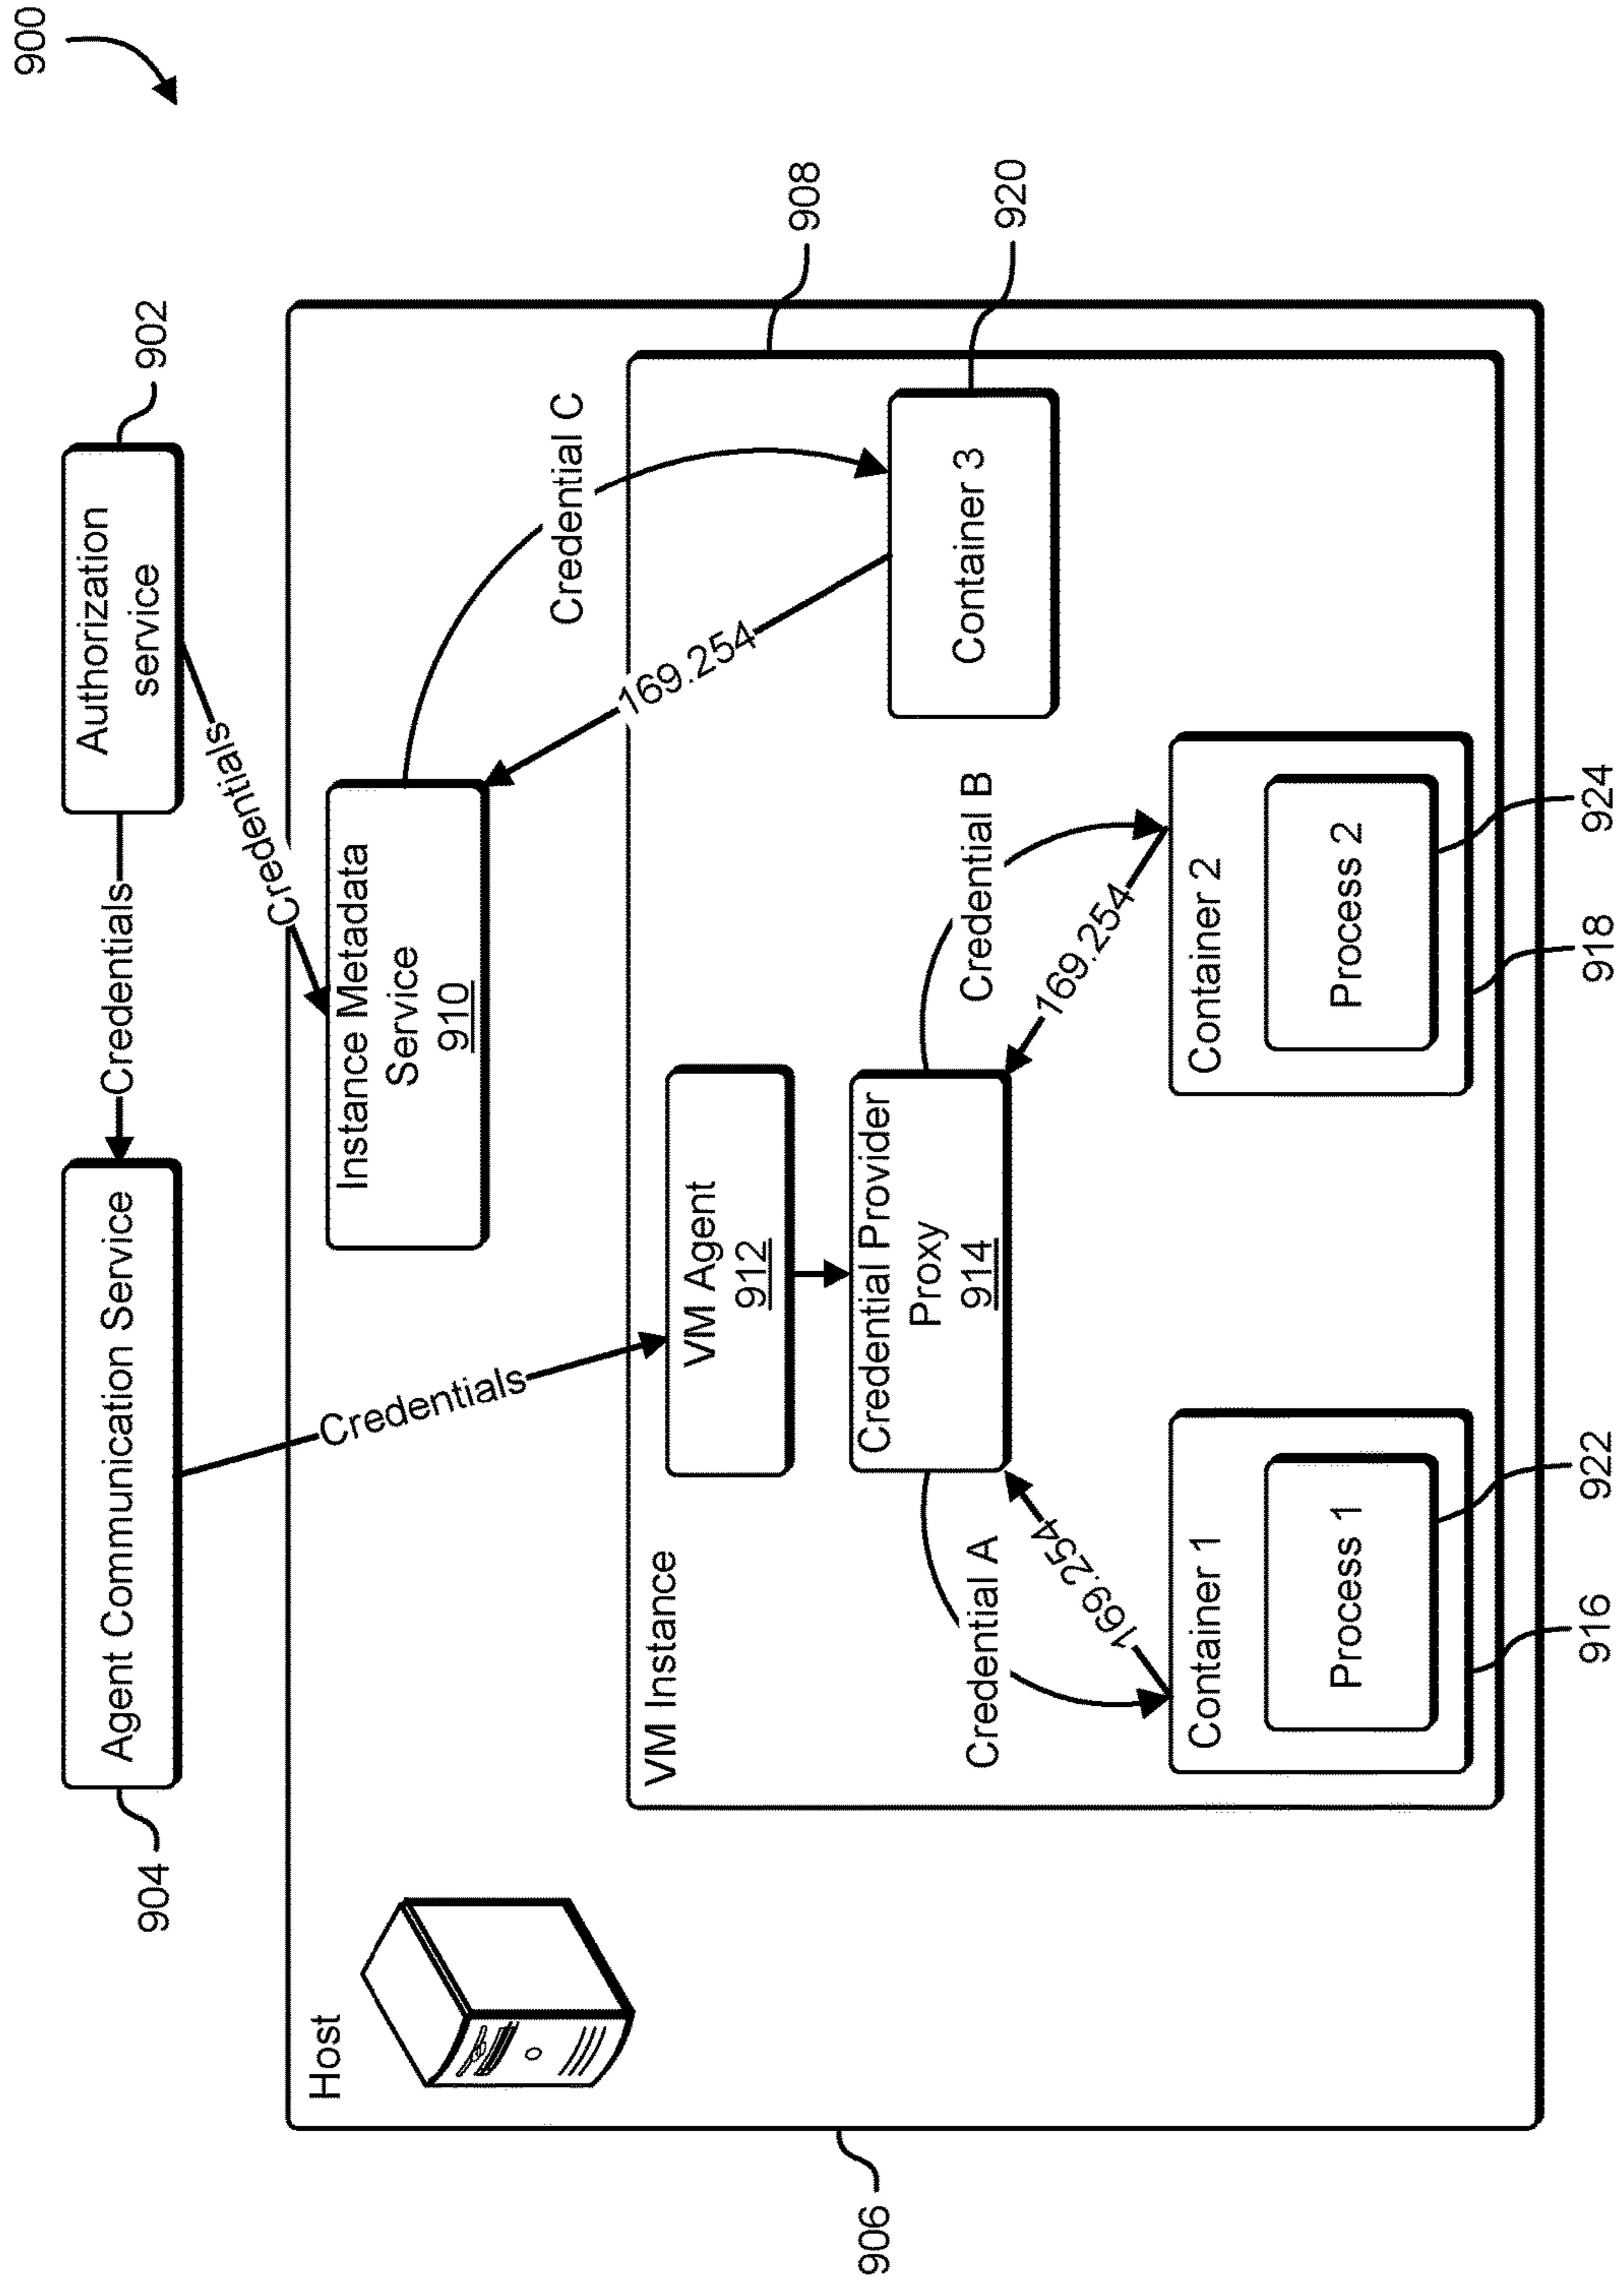 900
Authorization
service
902
Agent Communication Service
904
Credentials
Credentials
Credentials
Host
906
Instance Metadata
Service
910
VM Instance
908
VM Agent
912
Credential Provider
Proxy
914
Credential A
169.254
Credential B
169.254
Credential C
169.254
Container 1
Process 1
916
922
Container 2
Process 2
918
924
Container 3
920